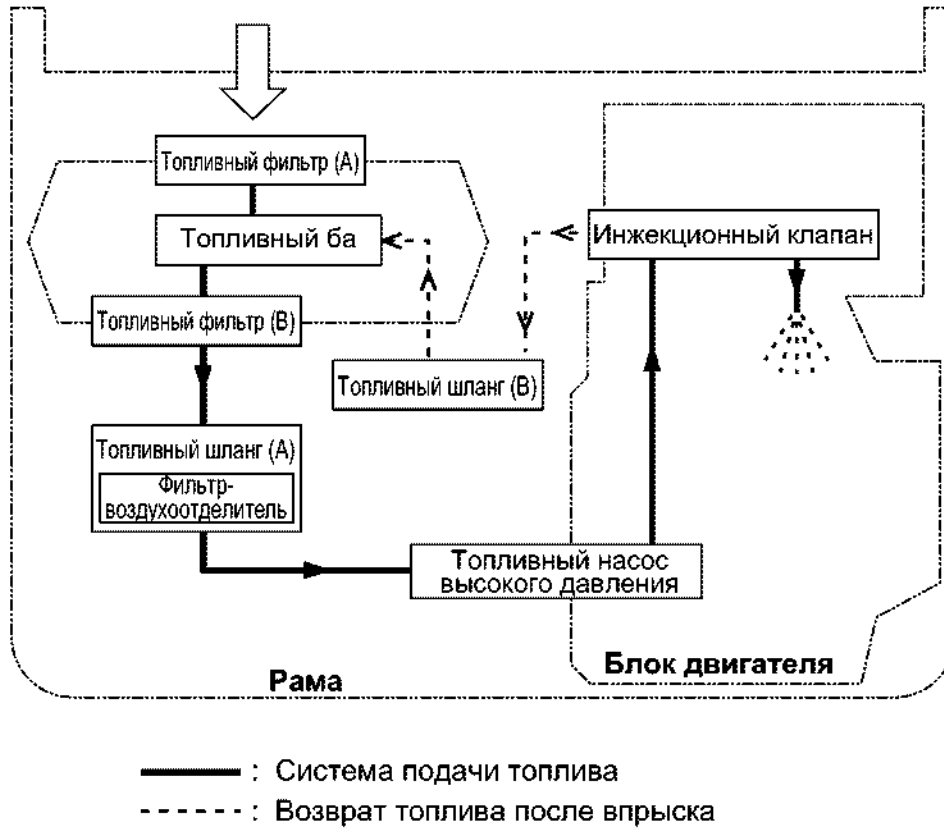 Топливный фильтр (A)
Топливный ба
Инжекционный клапан
Топливный фильтр (B)
Топливный шланг (B)
Топливный шланг (A)
Фильтр-
воздухоотделитель
Топливный насос
высокого давления
Блок двигателя
Рама
: Система подачи топлива
: Возврат топлива после впрыска